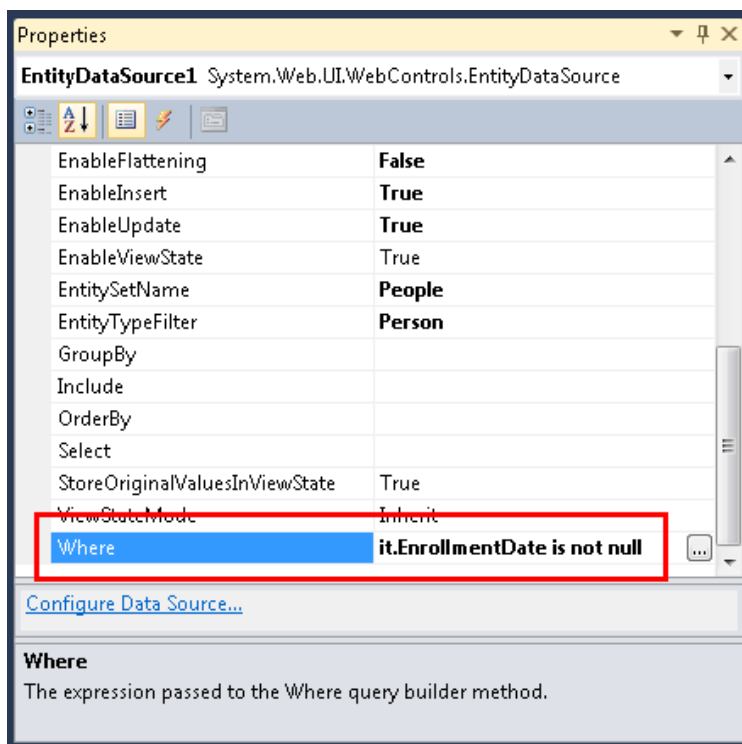 Properties
EntityDataSource1 System.Web.UI.WebControls.EntityDataSource
EnableFlattening False
EnableInsert True
EnableUpdate True
EnableViewState True
EntitySetName People
EntityTypeFilter Person
GroupBy
Include
OrderBy
Select
StoreOriginalValuesInViewState True
ViewStateMode Inherit
Where it.EnrollmentDate is not null ...
Configure Data Source...
Where
The expression passed to the Where query builder method.